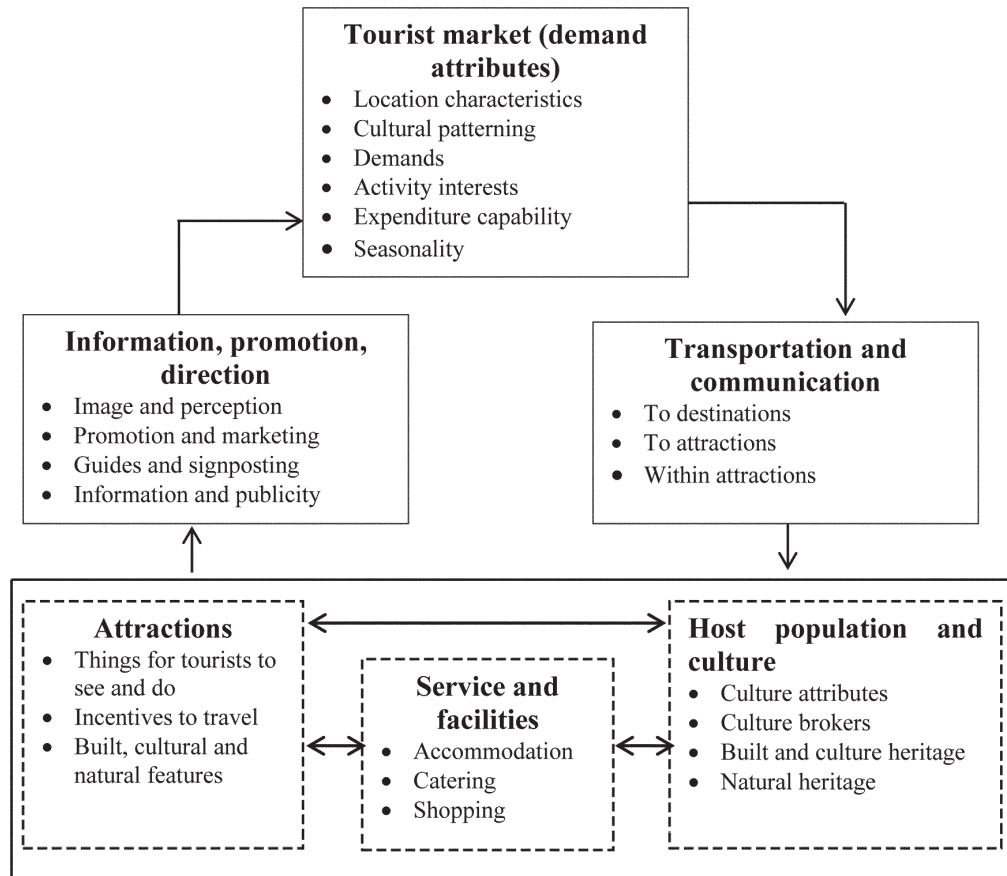 Tourist market (demand
attributes)
• Location characteristics
• Cultural patterning
• Demands
• Activity interests
• Expenditure capability
• Seasonality
Information, promotion,
direction
• Image and perception
• Promotion and marketing
• Guides and signposting
• Information and publicity
Transportation and
communication
• To destinations
• To attractions
• Within attractions
Attractions
• Things for tourists to
see and do
• Incentives to travel
• Built, cultural and
natural features
Service and
facilities
• Accommodation
• Catering
• Shopping
Host population and
culture
• Culture attributes
• Culture brokers
• Built and culture heritage
• Natural heritage